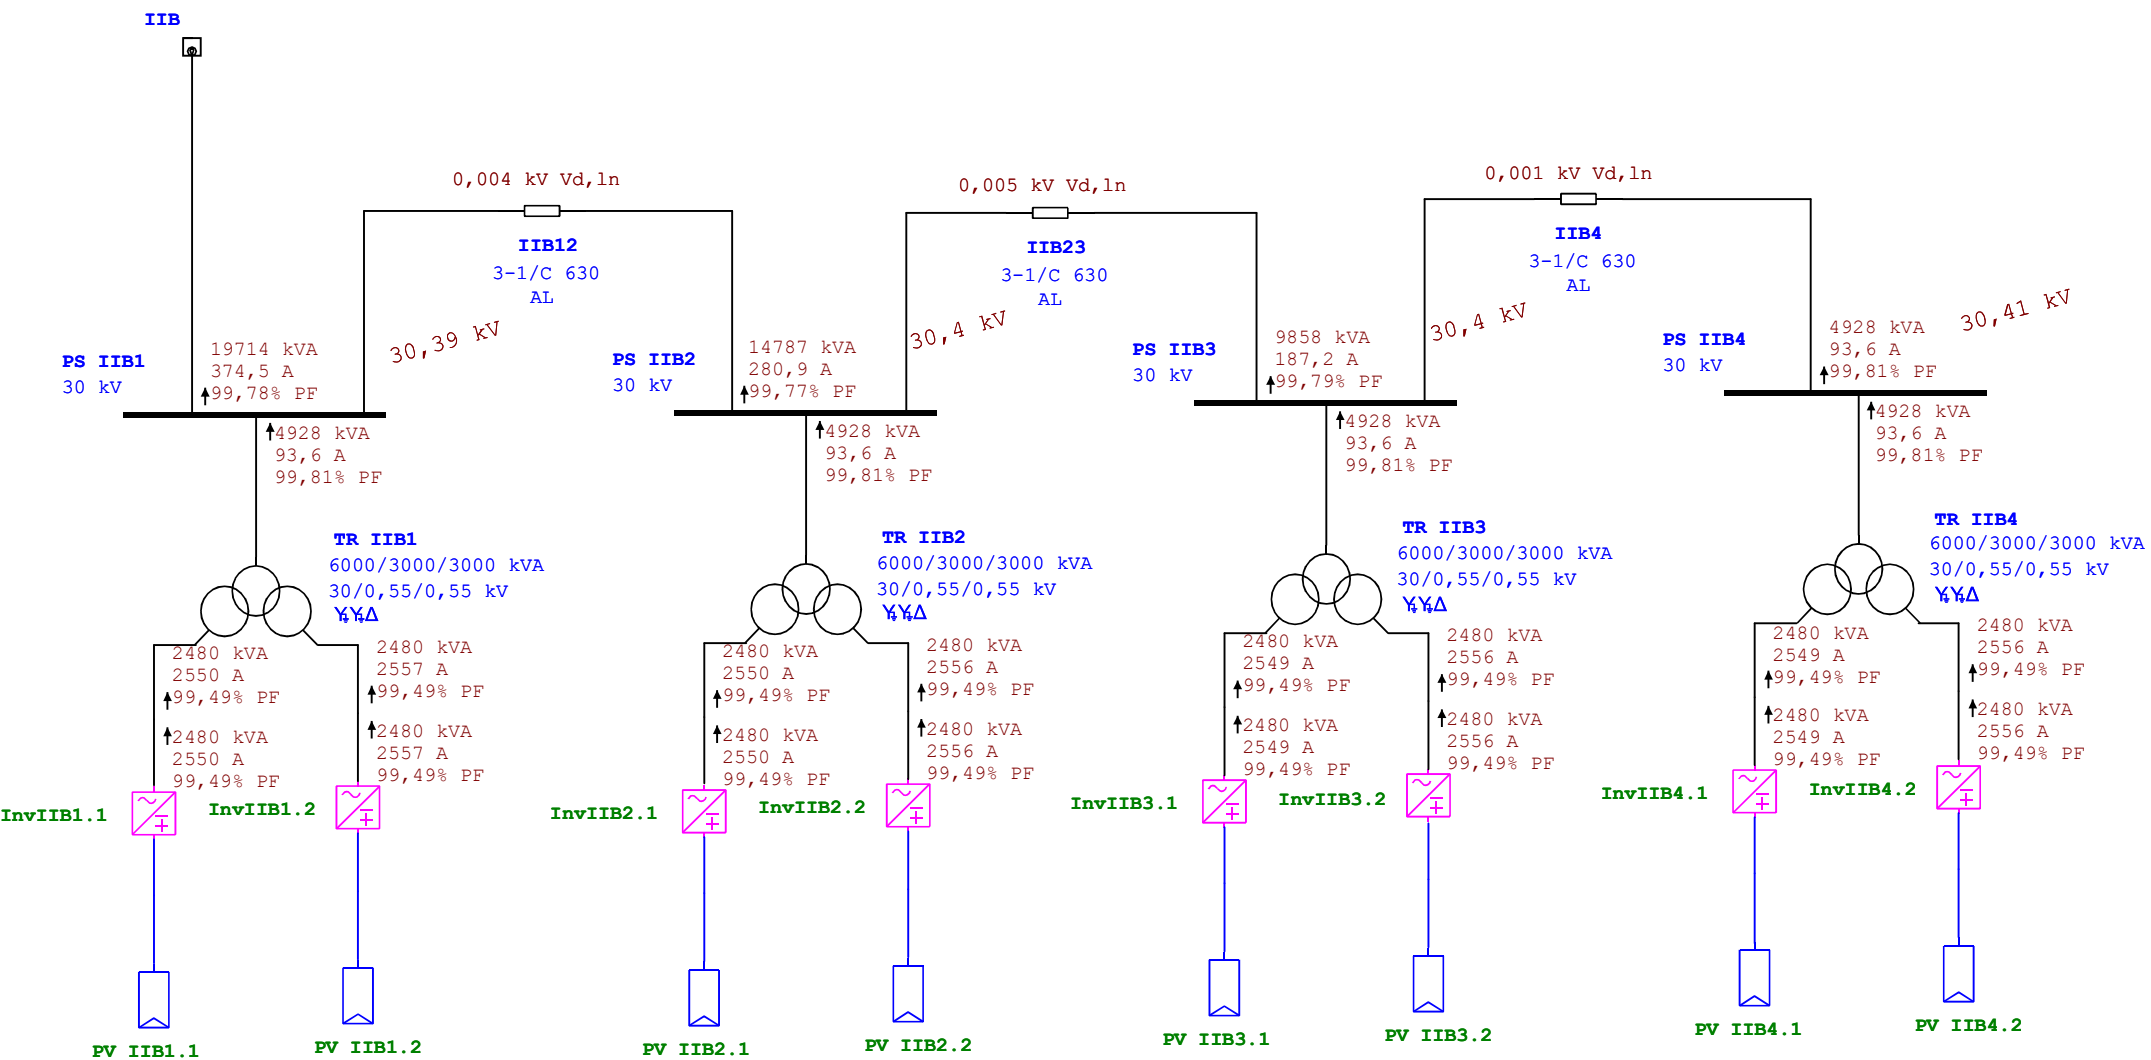 IIB
0,004 kV Vd,ln
0,005 kV Vd,ln
0,001 kV Vd,ln
IIB12
3-1/C 630
AL
IIB23
3-1/C 630
AL
IIB4
3-1/C 630
AL
PS IIB1
30 kV
19714 kVA
374,5 A
99,78% PF
30,39 kV
PS IIB2
30 kV
14787 kVA
280,9 A
99,77% PF
30,4 kV
PS IIB3
30 kV
9858 kVA
187,2 A
99,79% PF
30,4 kV
PS IIB4
30 kV
4928 kVA
93,6 A
99,81% PF
30,41 kV
4928 kVA
93,6 A
99,81% PF
4928 kVA
93,6 A
99,81% PF
4928 kVA
93,6 A
99,81% PF
4928 kVA
93,6 A
99,81% PF
TR IIB1
6000/3000/3000 kVA
30/0,55/0,55 kV
TR IIB2
6000/3000/3000 kVA
30/0,55/0,55 kV
TR IIB3
6000/3000/3000 kVA
30/0,55/0,55 kV
TR IIB4
6000/3000/3000 kVA
30/0,55/0,55 kV
2480 kVA
2550 A
99,49% PF
2480 kVA
2550 A
99,49% PF
2480 kVA
2557 A
99,49% PF
2480 kVA
2557 A
99,49% PF
2480 kVA
2550 A
99,49% PF
2480 kVA
2550 A
99,49% PF
2480 kVA
2556 A
99,49% PF
2480 kVA
2556 A
99,49% PF
2480 kVA
2549 A
99,49% PF
2480 kVA
2549 A
99,49% PF
2480 kVA
2556 A
99,49% PF
2480 kVA
2556 A
99,49% PF
2480 kVA
2549 A
99,49% PF
2480 kVA
2549 A
99,49% PF
2480 kVA
2556 A
99,49% PF
2480 kVA
2556 A
99,49% PF
InvIIB1.1
InvIIB1.2
InvIIB2.1
InvIIB2.2
InvIIB3.1
InvIIB3.2
InvIIB4.1
InvIIB4.2
PV IIB1.1
PV IIB1.2
PV IIB2.1
PV IIB2.2
PV IIB3.1
PV IIB3.2
PV IIB4.1
PV IIB4.2